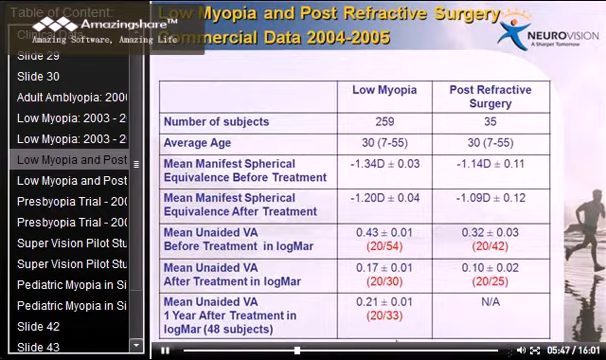 Table of Content:
Amazingshare™
Amazing Software, Amazing Life
Clinical Data
Slide 29
Slide 30
Adult Amblyopia: 200
Low Myopia: 2003 - 2
Low Myopia: 2003 - 2
Low Myopia and Post
Low Myopia and Post
Presbyopia Trial - 200
Presbyopia Trial - 200
Super Vision Pilot Stu
Super Vision Pilot Stu
Pediatric Myopia in Si
Pediatric Myopia in Si
Slide 42
Slide 43
Low Myopia and Post Refractive Surgery
Commercial Data 2004-2005
NEUROVISION
A Sharper Tomorrow
Low Myopia Post Refractive
Surgery
Number of subjects 259 35
Average Age 30 (7-55) 30 (7-55)
Mean Manifest Spherical
Equivalence Before Treatment -1.34D ± 0.03 -1.14D ± 0.11
Mean Manifest Spherical
Equivalence After Treatment -1.20D ± 0.04 -1.09D ± 0.12
Mean Unaided VA 0.43 ± 0.01 0.32 ± 0.03
Before Treatment in logMar (20/54) (20/42)
Mean Unaided VA 0.17 ± 0.01 0.10 ± 0.02
After Treatment in logMar (20/30) (20/25)
Mean Unaided VA 0.21 ± 0.01 N/A
1 Year After Treatment in (20/33)
logMar (48 subjects)
05:47 / 16:01